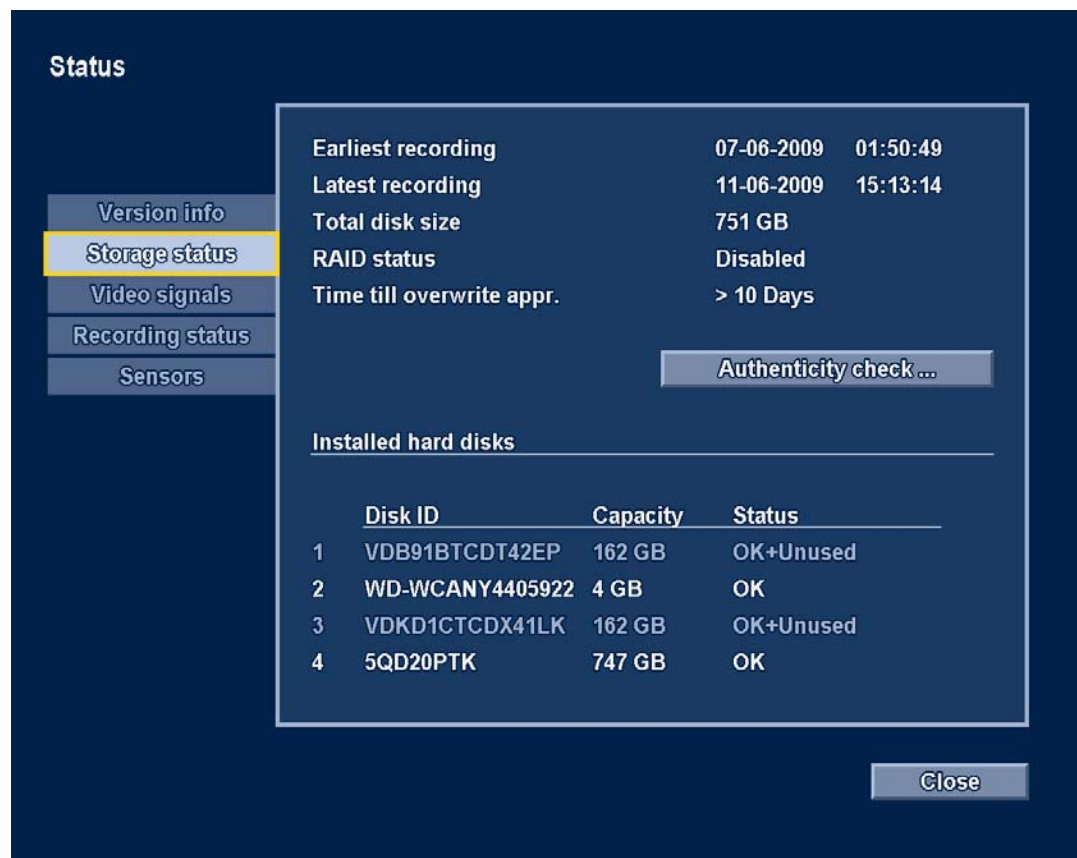 Status
Earliest recording 07-06-2009 01:50:49
Latest recording 11-06-2009 15:13:14
Total disk size 751 GB
RAID status Disabled
Time till overwrite appr. > 10 Days
Version info
Storage status
Video signals
Recording status
Sensors
Authenticity check ...
Installed hard disks
Disk ID Capacity Status
1 VDB91BTCDT42EP 162 GB OK+Unused
2 WD-WCANY4405922 4 GB OK
3 VDKD1CTCDX41LK 162 GB OK+Unused
4 5QD20PTK 747 GB OK
Close